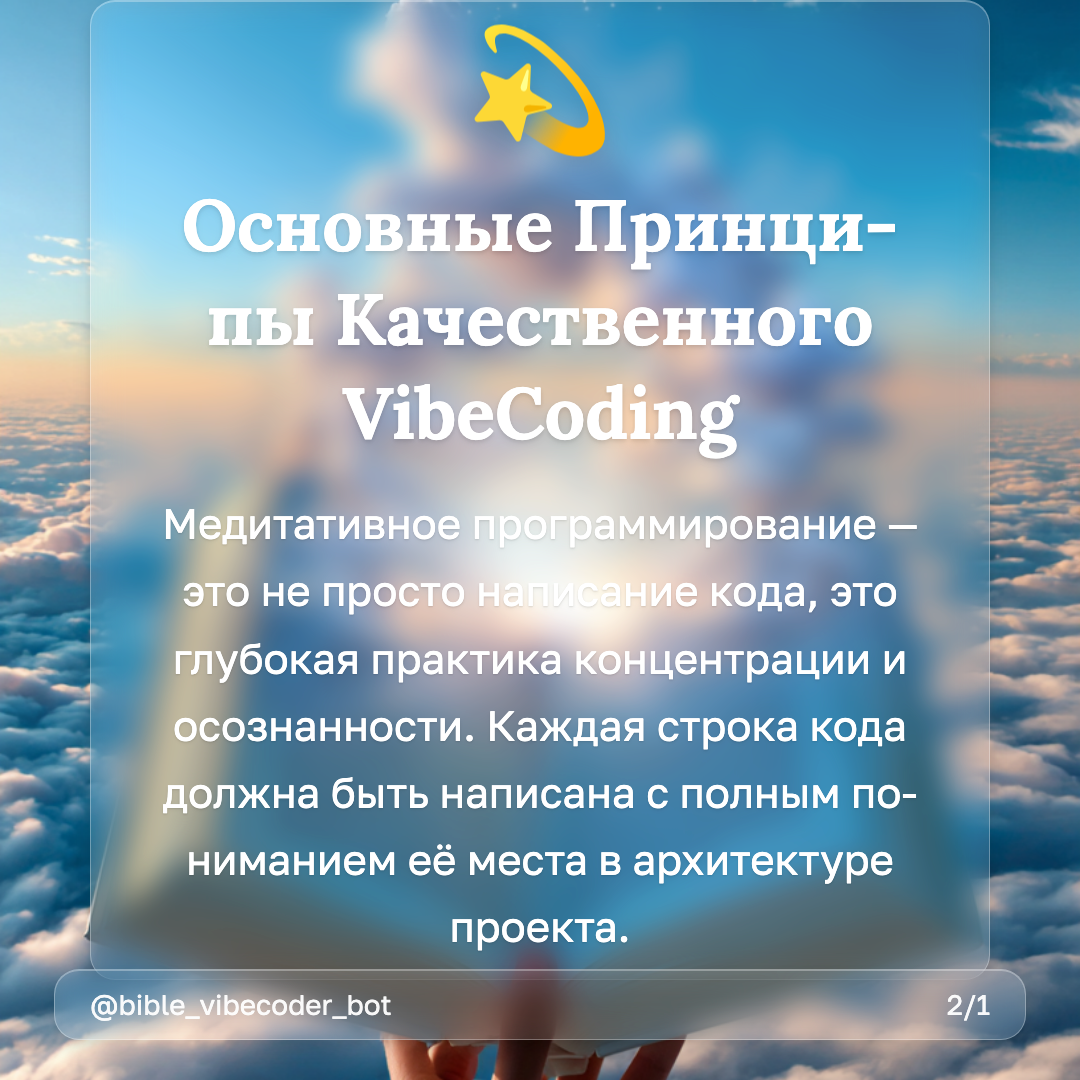 Основные Принци-
пы Качественного
VibeCoding
Медитативное программирование —
это не просто написание кода, это
глубокая практика концентрации и
осознанности. Каждая строка кода
должна быть написана с полным по-
ниманием её места в архитектуре
проекта.
@bible_vibecoder_bot
2/1